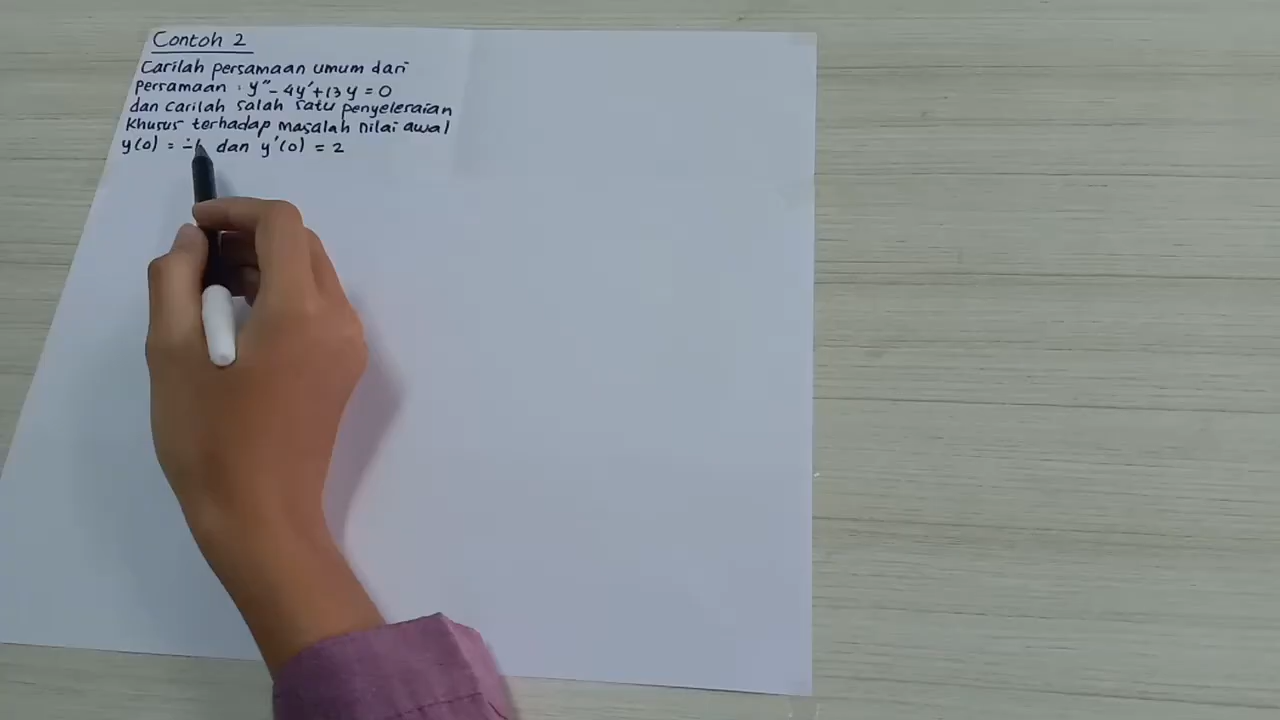 Contoh 2
Carilah persamaan umum dari
persamaan : y" - 4y' + 13y = 0
dan carilah salah satu penyelesaian
khusus terhadap masalah nilai awal
y(0) = dan y'(0) = 2